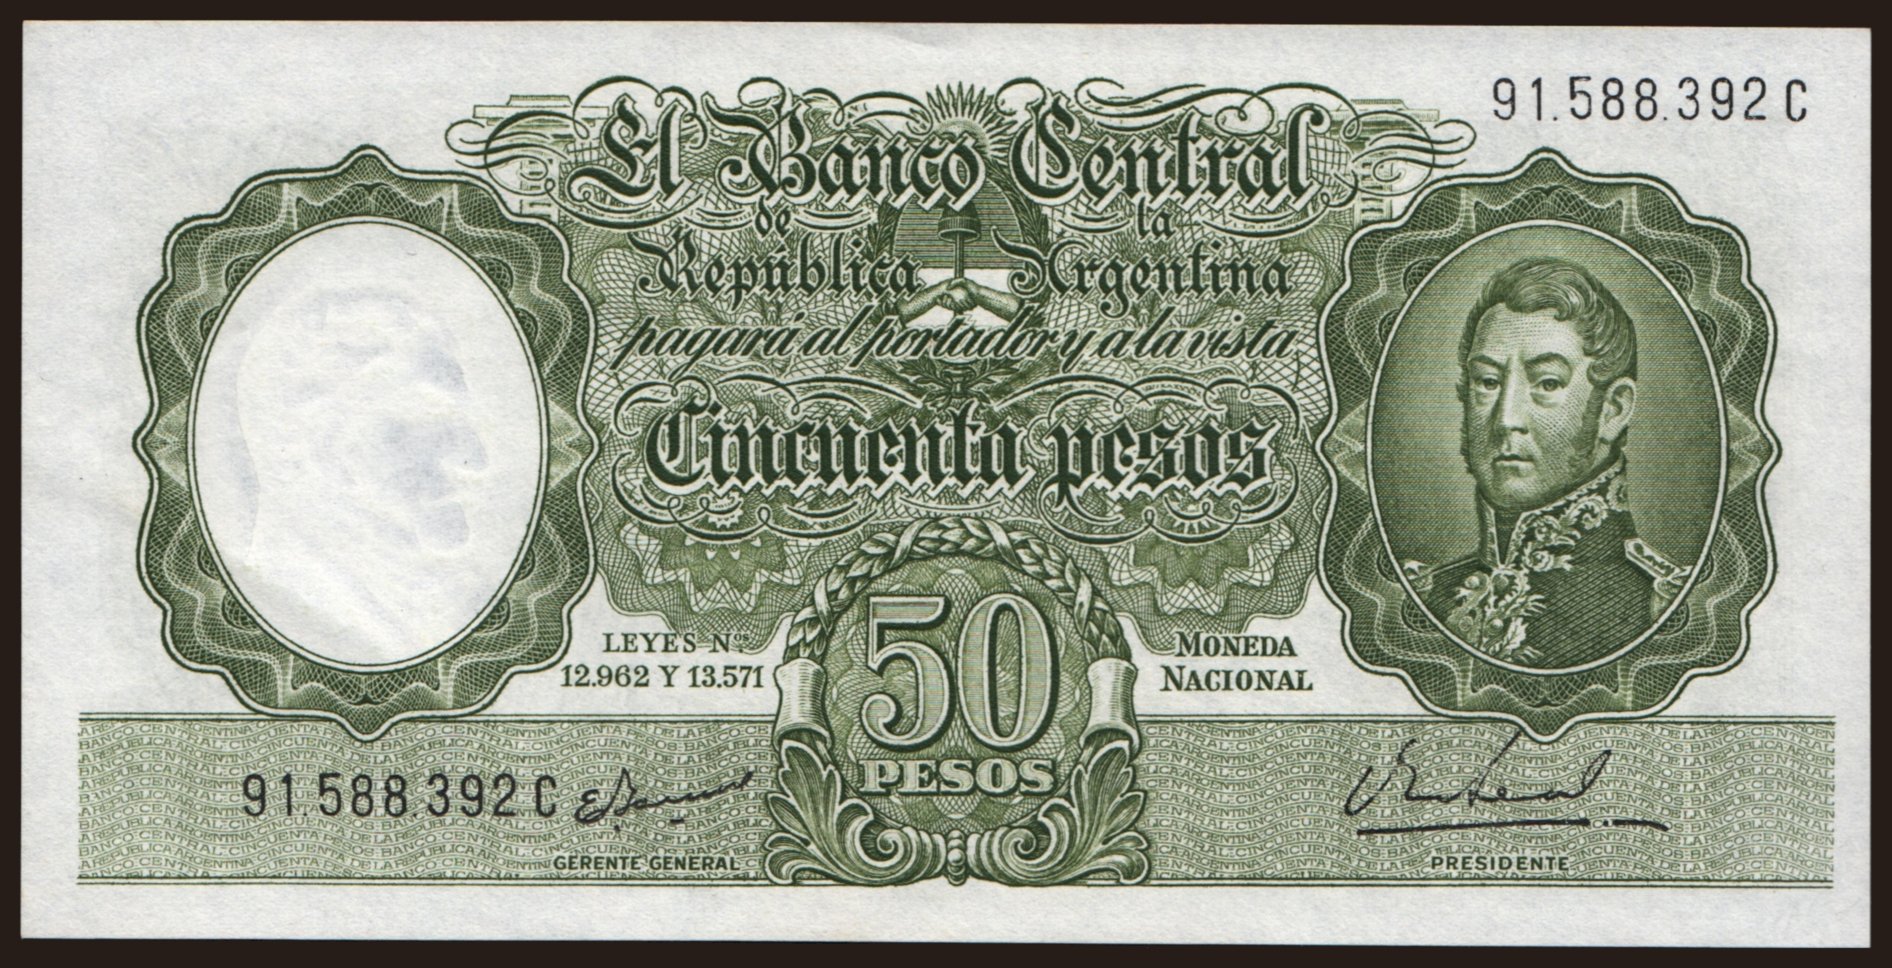 91.588.392 C
El Banco Central
de la
República Argentina
pagará al portador y a la vista
Cincuenta pesos
LEYES Nos.
12.962 Y 13.571
MONEDA
NACIONAL
50
PESOS
91.588.392 C
GERENTE GENERAL
PRESIDENTE